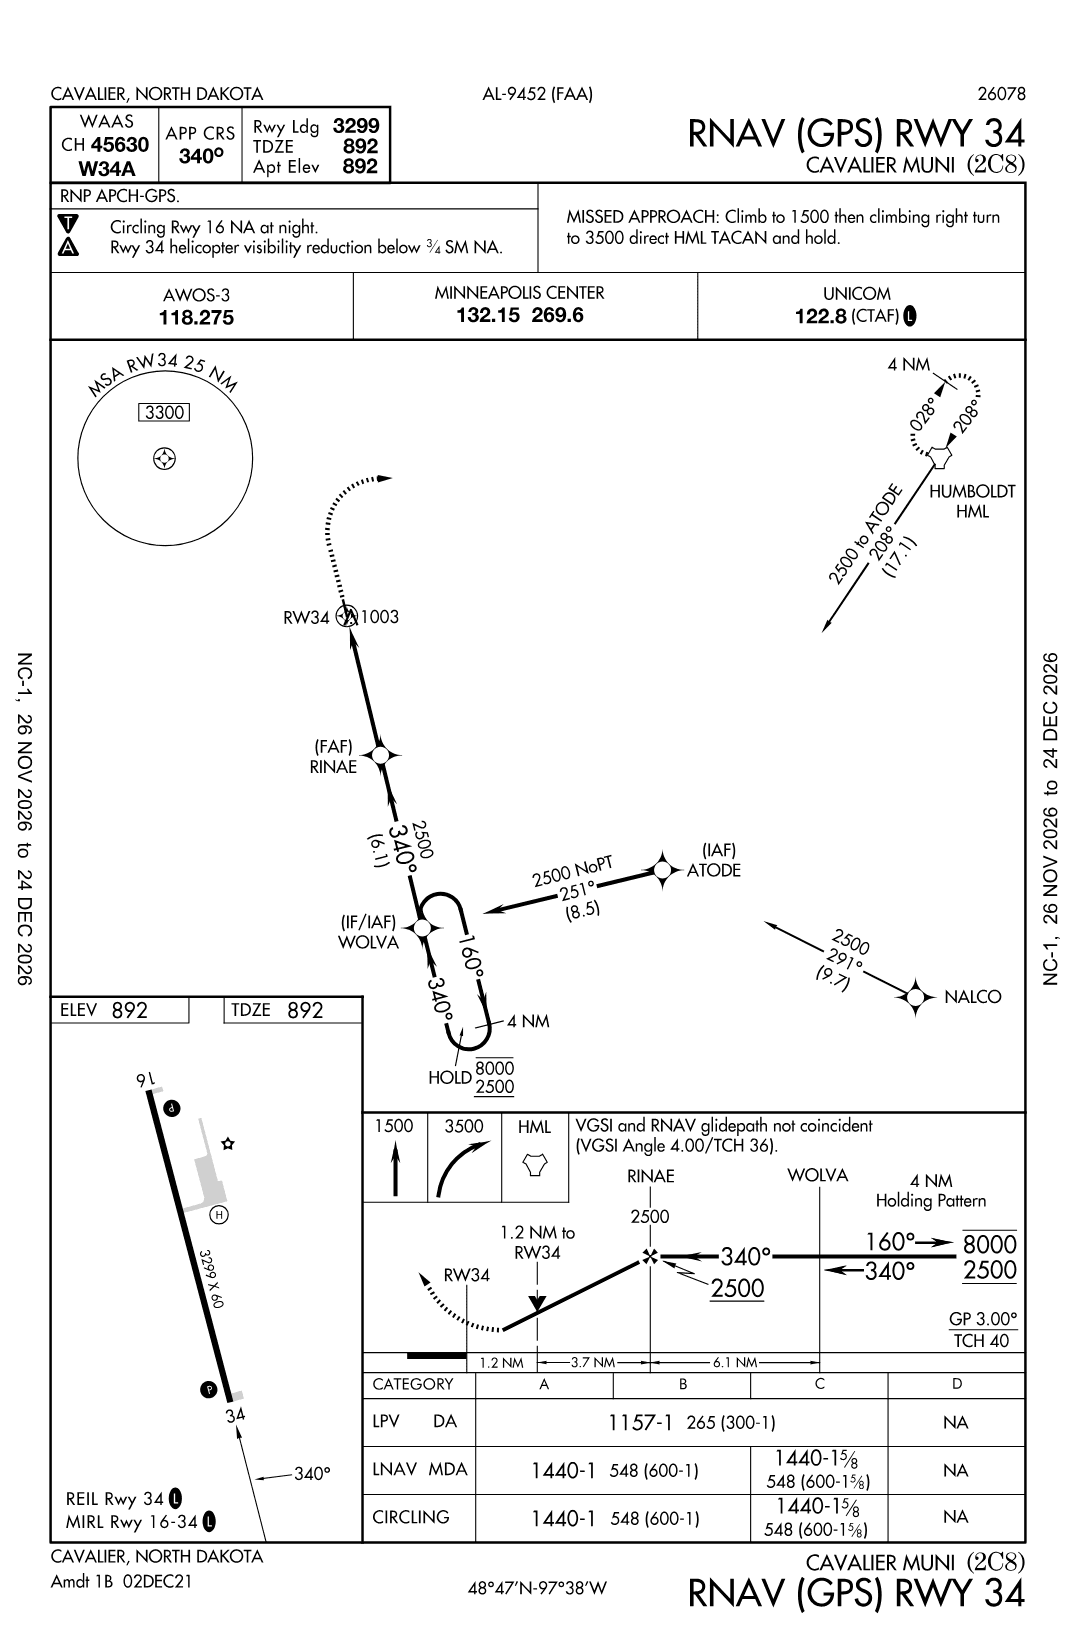 CAVALIER, NORTH DAKOTA
AL-9452 (FAA)
26078
WAAS
CH 45630
W34A
APP CRS
340°
Rwy Ldg 3299
TDZE 892
Apt Elev 892
RNAV (GPS) RWY 34
CAVALIER MUNI (2C8)
RNP APCH-GPS.
T Circling Rwy 16 NA at night.
A Rwy 34 helicopter visibility reduction below ¾ SM NA.
MISSED APPROACH: Climb to 1500 then climbing right turn
to 3500 direct HML TACAN and hold.
AWOS-3
118.275
MINNEAPOLIS CENTER
132.15 269.6
UNICOM
122.8 (CTAF) L
MSA RW34 25 NM
3300
4 NM
028°
208°
HUMBOLDT
HML
2500 to ATODE
208°
(17.1)
RW34
1003
(FAF)
RINAE
2500
340°
(6.1)
(IAF)
ATODE
2500 NoPT
251°
(8.5)
(IF/IAF)
WOLVA
160°
340°
4 NM
HOLD
8000
2500
2500
291°
(9.7)
NALCO
NC-1, 26 NOV 2026 to 24 DEC 2026
NC-1, 26 NOV 2026 to 24 DEC 2026
ELEV 892
TDZE 892
16
P
H
3299 X 60
P
34
340°
REIL Rwy 34 L
MIRL Rwy 16-34 L
1500
3500
HML
VGSI and RNAV glidepath not coincident
(VGSI Angle 4.00/TCH 36).
RINAE
WOLVA
4 NM
Holding Pattern
2500
1.2 NM to
RW34
RW34
340°
2500
160°
340°
8000
2500
GP 3.00°
TCH 40
1.2 NM
3.7 NM
6.1 NM
CATEGORY A B C D
LPV DA 1157-1 265 (300-1) NA
LNAV MDA 1440-1 548 (600-1) 1440-1⅝ 548 (600-1⅝) NA
CIRCLING 1440-1 548 (600-1) 1440-1⅝ 548 (600-1⅝) NA
CAVALIER, NORTH DAKOTA
Amdt 1B 02DEC21
48°47'N-97°38'W
CAVALIER MUNI (2C8)
RNAV (GPS) RWY 34